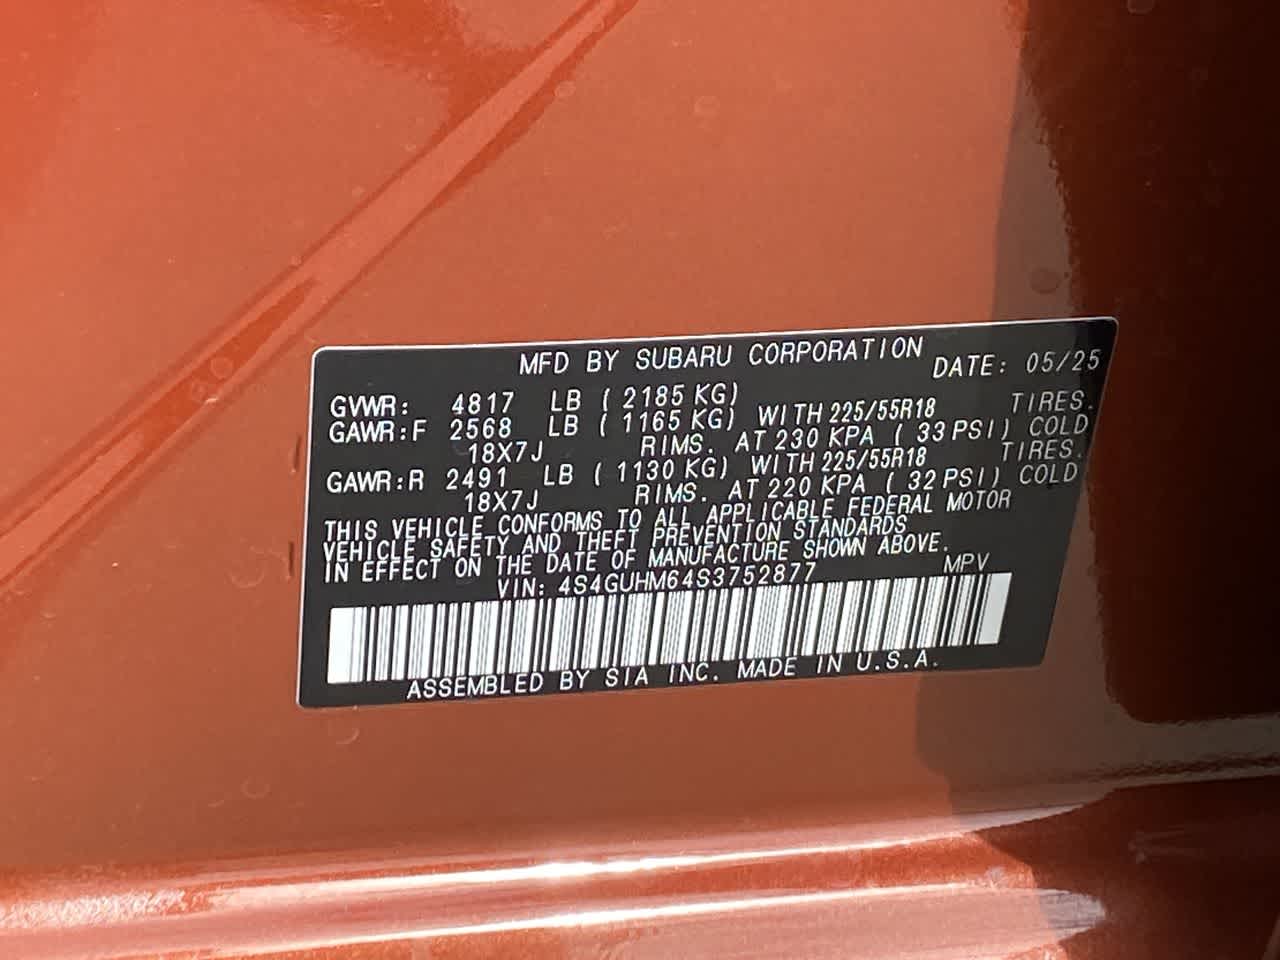 MFD BY SUBARU CORPORATION DATE: 05/25
GVWR: 4817 LB ( 2185 KG)
GAWR:F 2568 LB ( 1165 KG) WITH 225/55R18 TIRES.
18X7J RIMS. AT 230 KPA ( 33 PSI) COLD
GAWR:R 2491 LB ( 1130 KG) WITH 225/55R18 TIRES.
18X7J RIMS. AT 220 KPA ( 32 PSI) COLD
THIS VEHICLE CONFORMS TO ALL APPLICABLE FEDERAL MOTOR
VEHICLE SAFETY AND THEFT PREVENTION STANDARDS
IN EFFECT ON THE DATE OF MANUFACTURE SHOWN ABOVE.
VIN: 4S4GUHM64S3752877 MPV
ASSEMBLED BY SIA INC. MADE IN U.S.A.